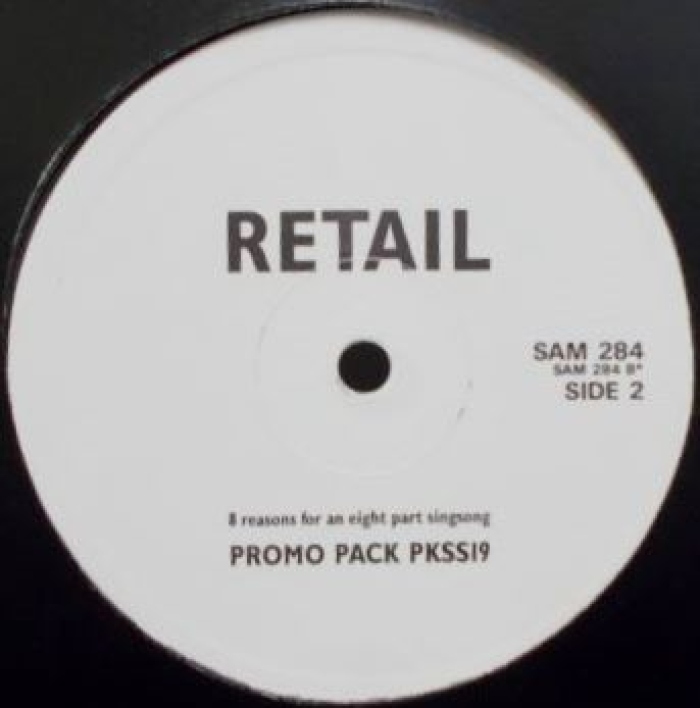 RETAIL
SAM 284
SAM 284 B*
SIDE 2
8 reasons for an eight part singsong
PROMO PACK PKSS19